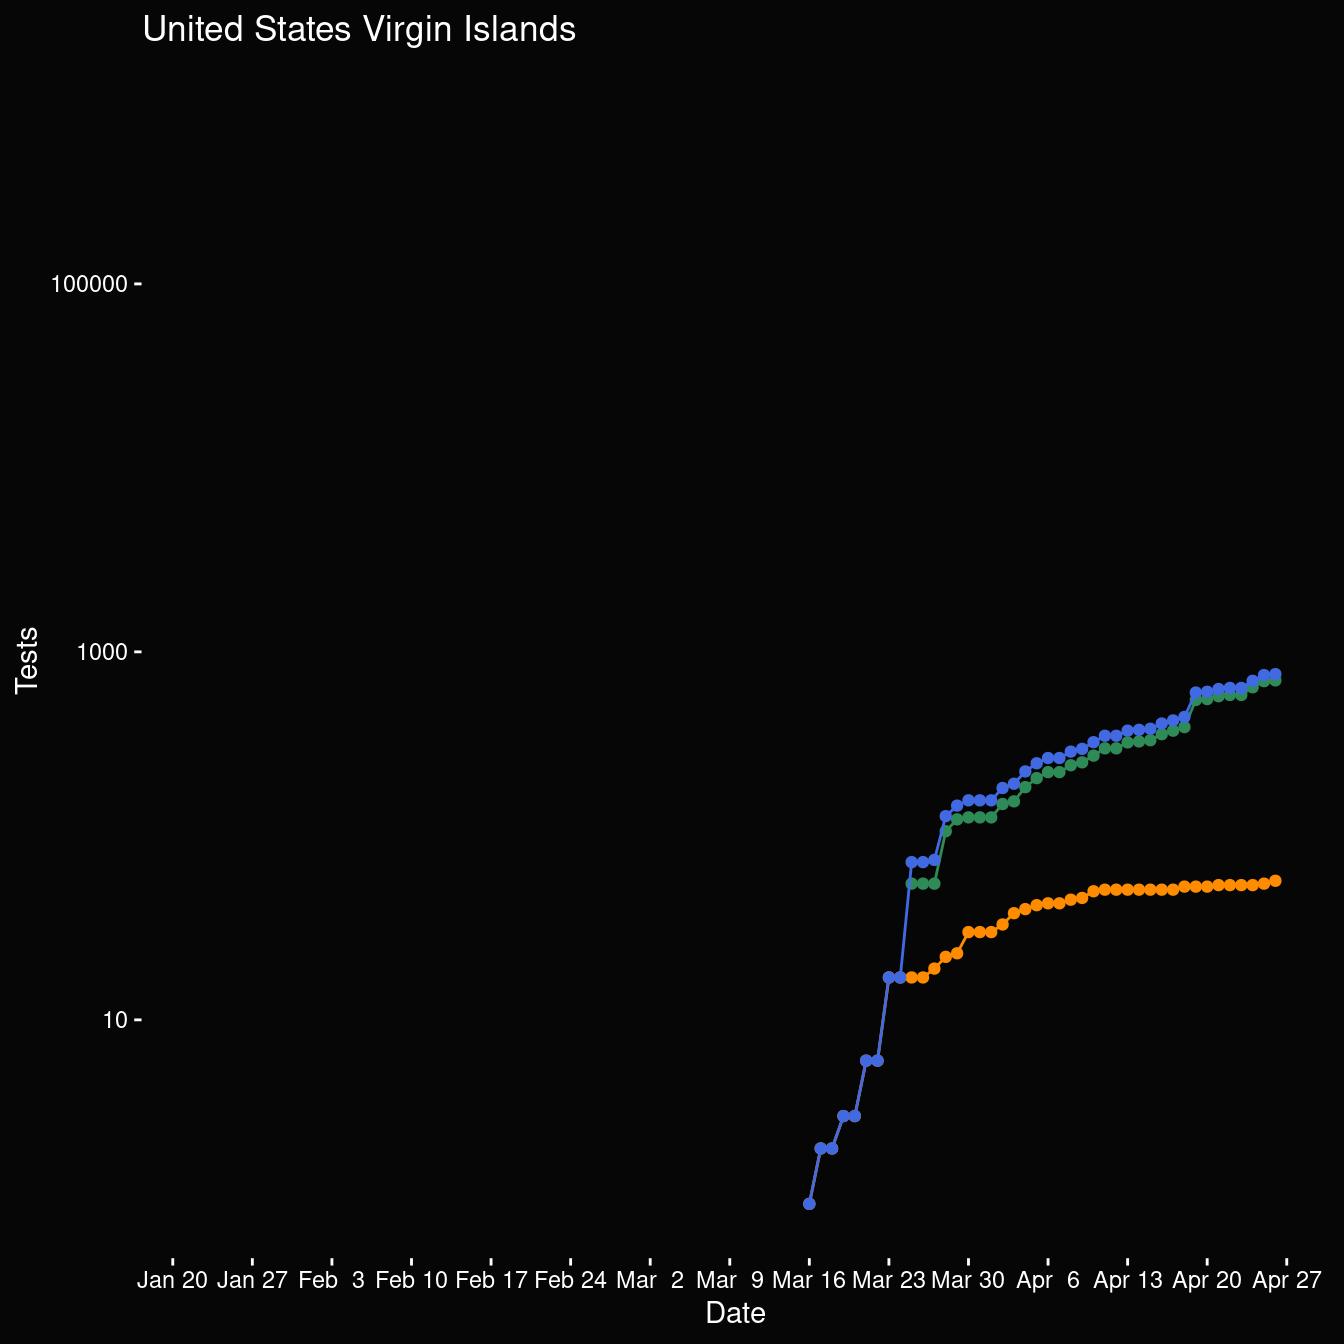 United States Virgin Islands
100000
1000
10
Tests
Jan 20 Jan 27 Feb 3 Feb 10 Feb 17 Feb 24 Mar 2 Mar 9 Mar 16 Mar 23 Mar 30 Apr 6 Apr 13 Apr 20 Apr 27
Date